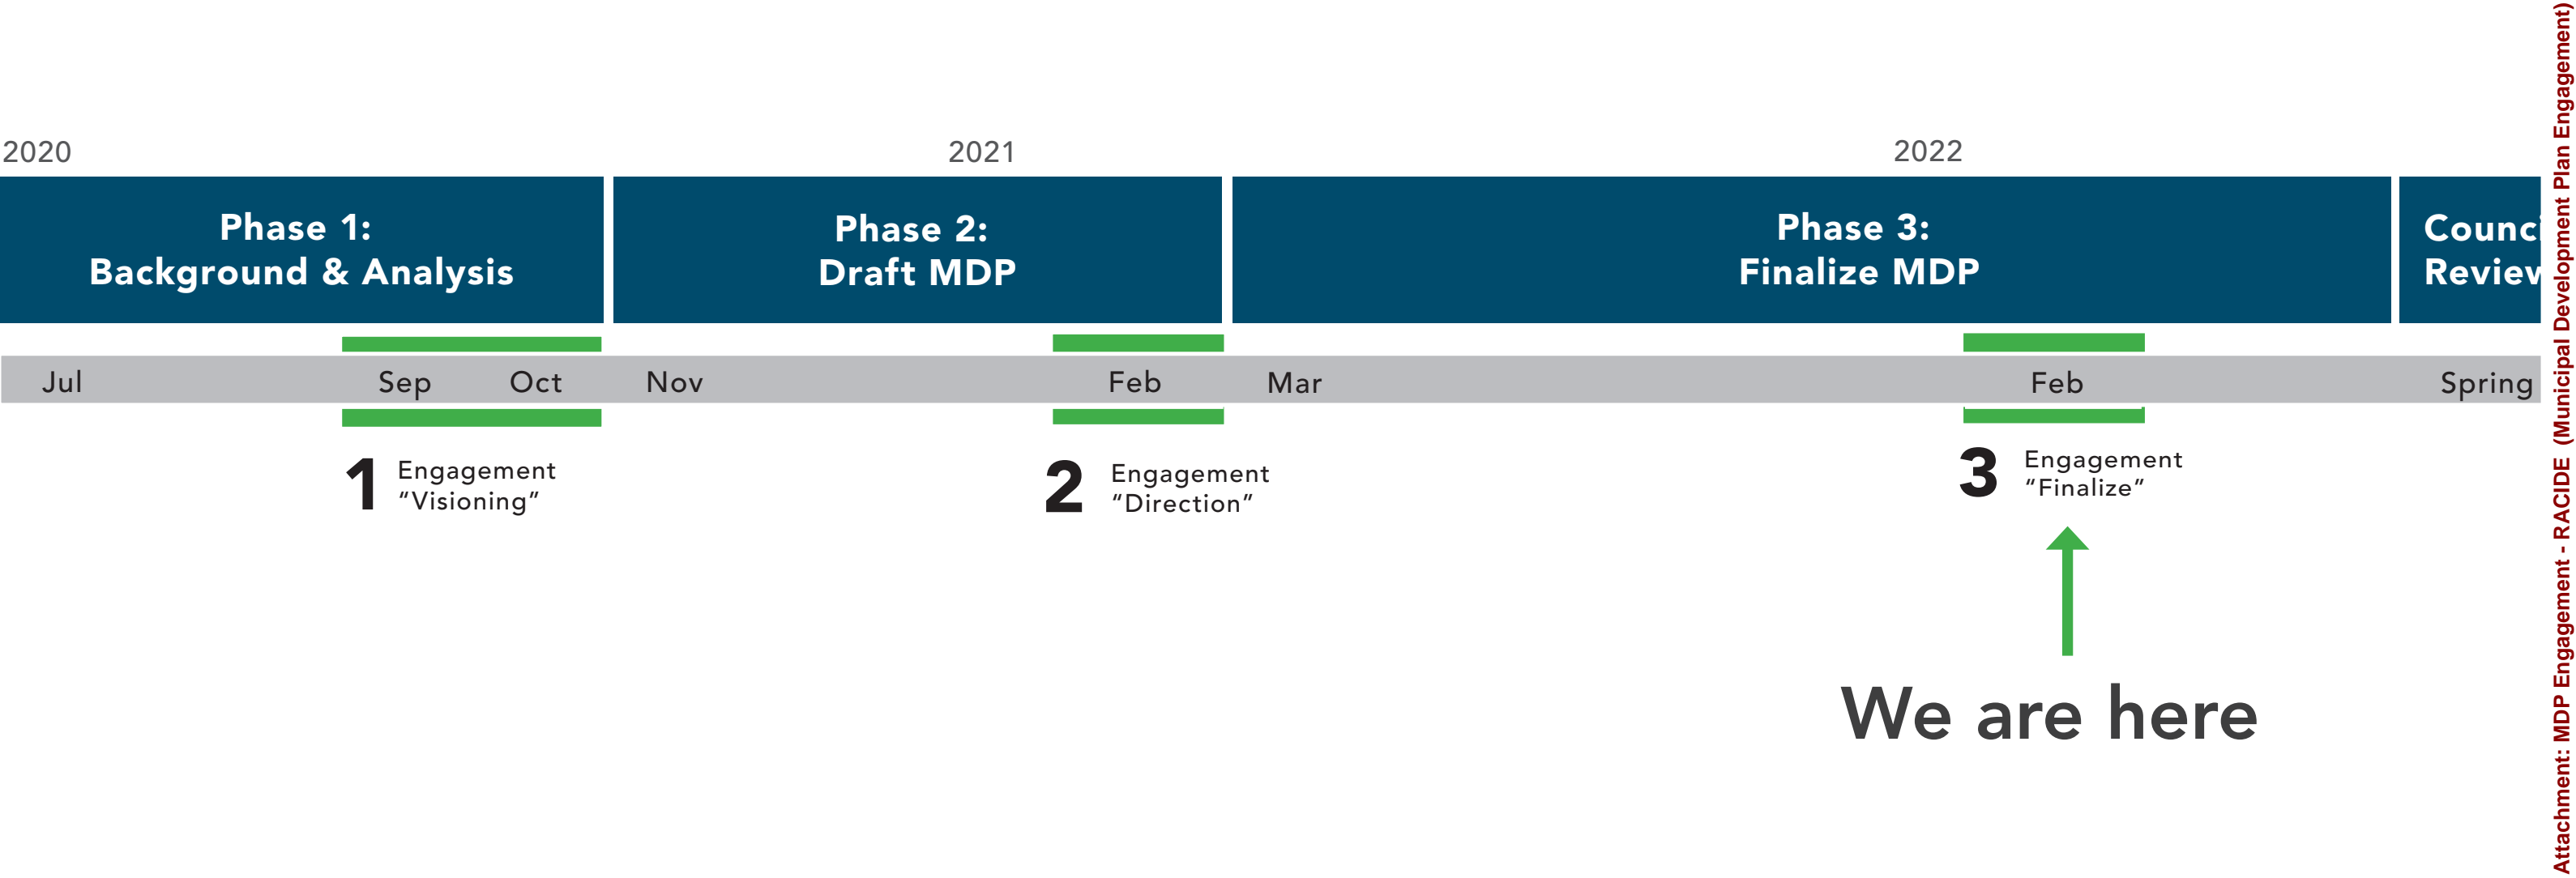 2020
2021
2022
Phase 1:
Background & Analysis
Phase 2:
Draft MDP
Phase 3:
Finalize MDP
Jul
Sep
Oct
Nov
Feb
Mar
Feb
Spring
1
Engagement
“Visioning”
2
Engagement
“Direction”
3
Engagement
“Finalize”
We are here
Attachment: MDP Engagement - RACIDE (Municipal Development Plan Engagement)